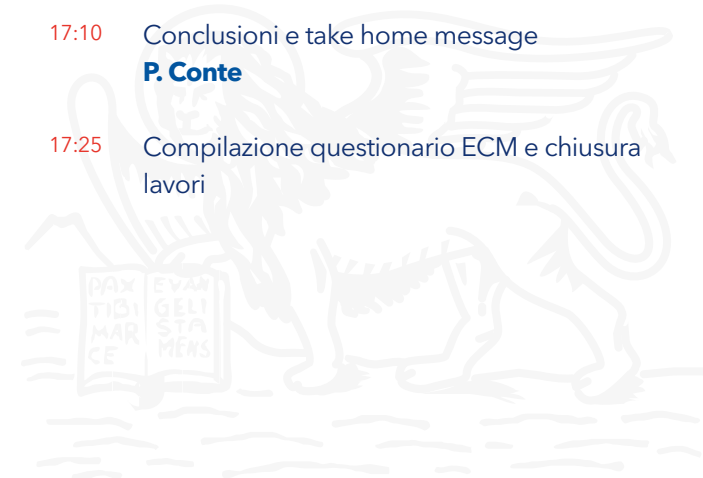 17:10 Conclusioni e take home message
P. Conte
17:25 Compilazione questionario ECM e chiusura
lavori
PAX EVAN
TIBI GELI
MAR STA
CE MENS